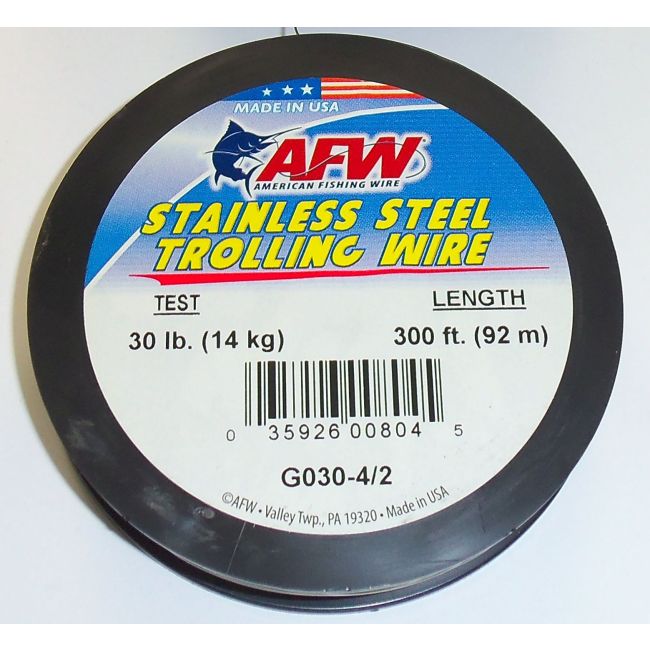 MADE IN USA
AFW
AMERICAN FISHING WIRE
STAINLESS STEEL
TROLLING WIRE
TEST LENGTH
30 lb. (14 kg) 300 ft. (92 m)
0 35926 00804 5
G030-4/2
©AFW • Valley Twp., PA 19320 • Made in USA